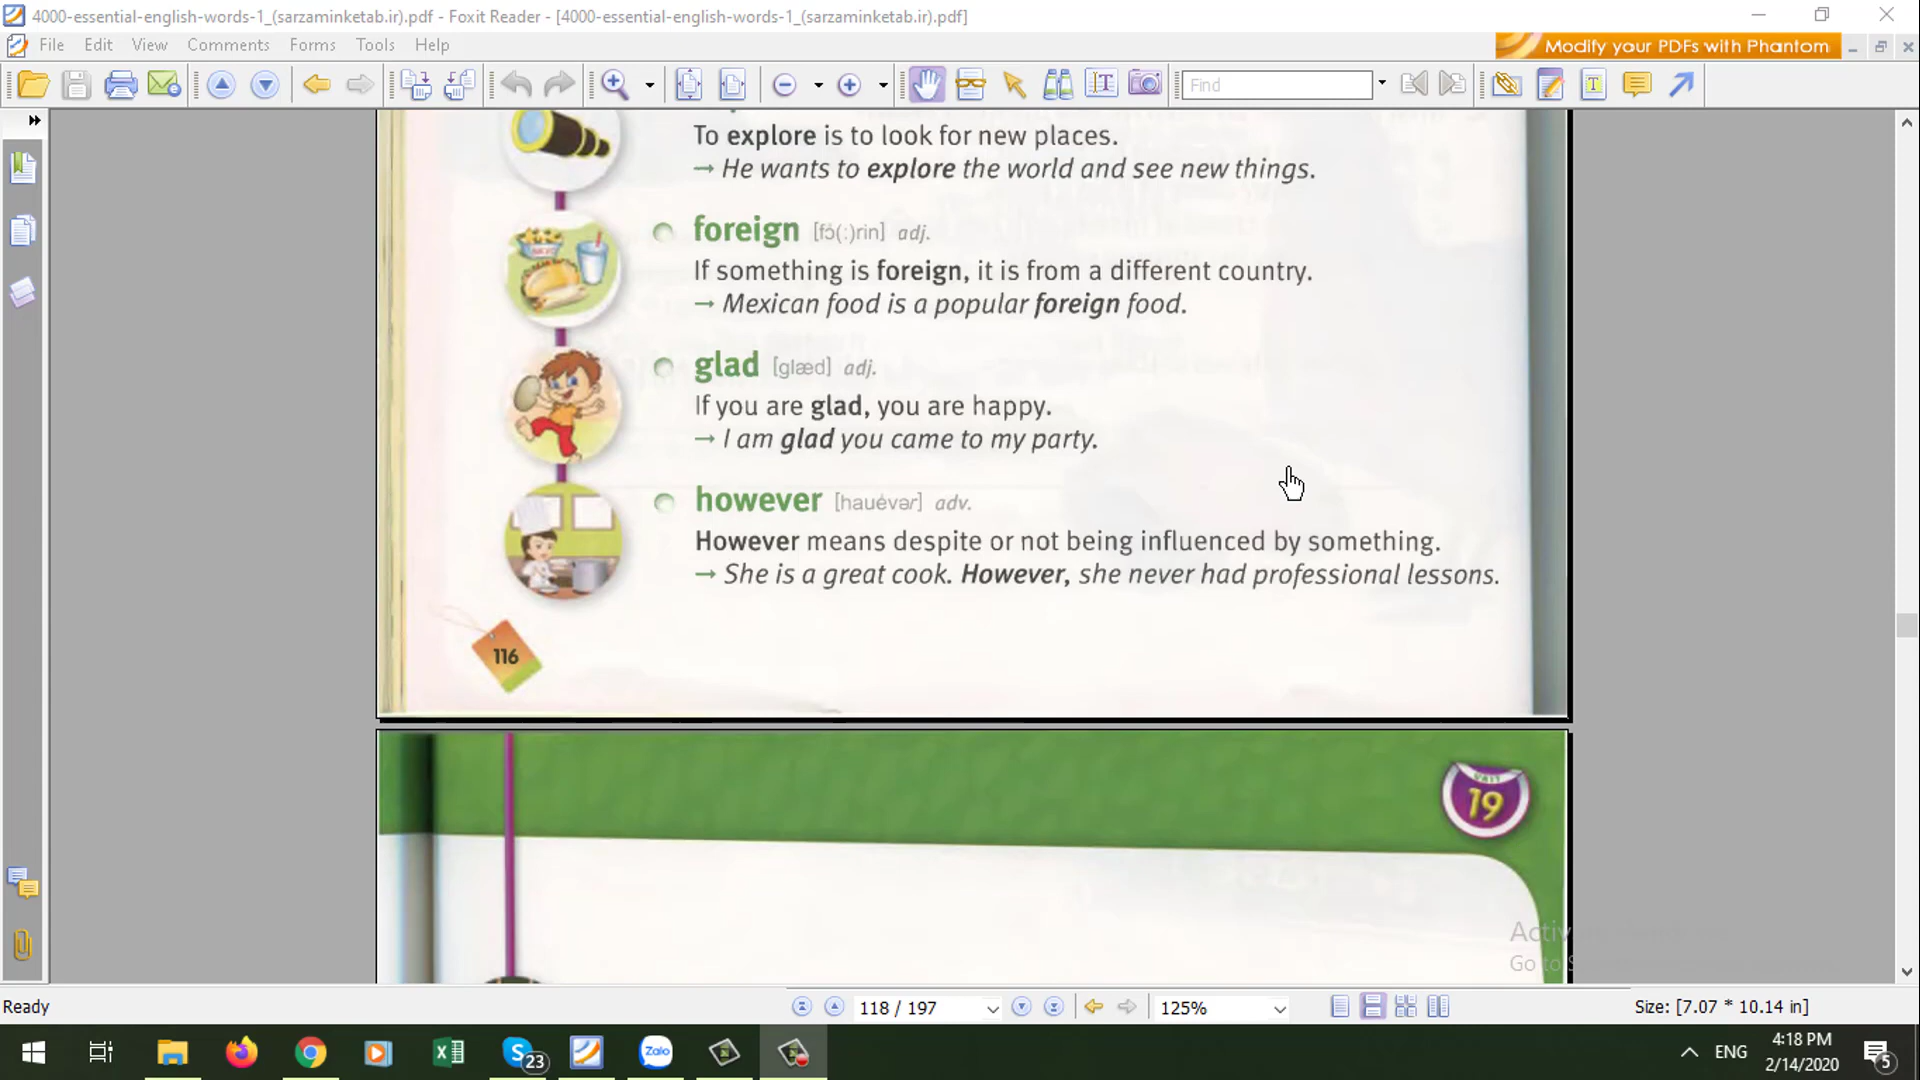 4000-essential-english-words-1_(sarzaminketab.ir).pdf - Foxit Reader - [4000-essential-english-words-1_(sarzaminketab.ir).pdf]
File Edit View Comments Forms Tools Help
Modify your PDFs with Phantom
Find
To explore is to look for new places.
→ He wants to explore the world and see new things.
foreign [fɔ́(:)rin] adj.
If something is foreign, it is from a different country.
→ Mexican food is a popular foreign food.
glad [glæd] adj.
If you are glad, you are happy.
→ I am glad you came to my party.
however [hauévər] adv.
However means despite or not being influenced by something.
→ She is a great cook. However, she never had professional lessons.
116
UNIT
19
Go to
Ready
118 / 197
125%
Size: [7.07 * 10.14 in]
23
Zalo
ENG
4:18 PM
2/14/2020
5